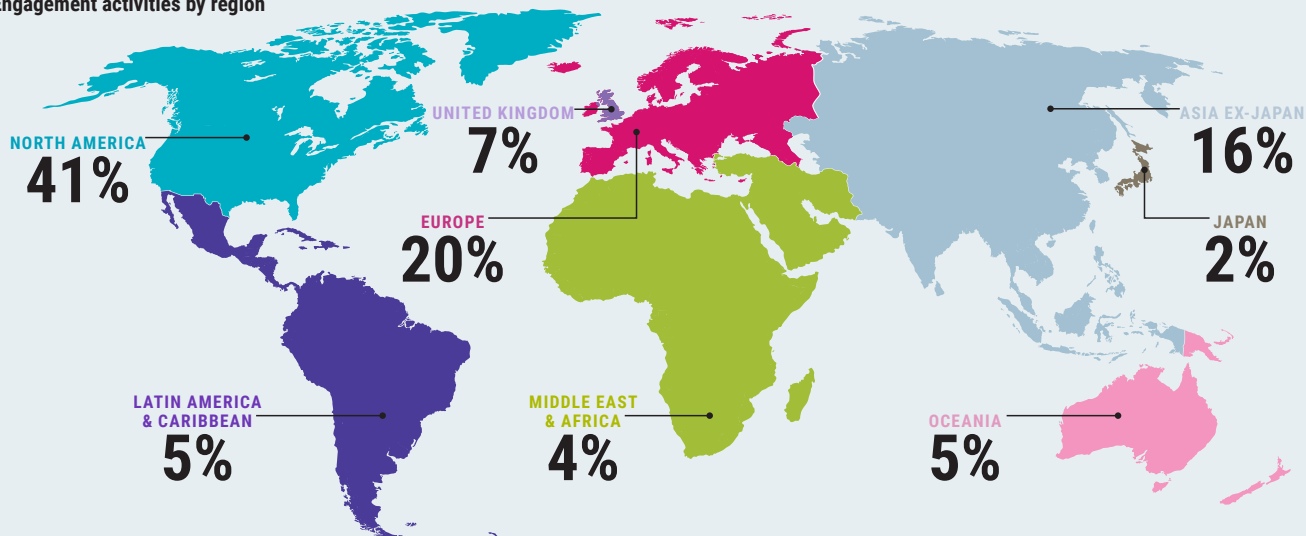 Engagement activities by region
NORTH AMERICA
41%
UNITED KINGDOM
7%
EUROPE
20%
ASIA EX-JAPAN
16%
JAPAN
2%
LATIN AMERICA
& CARIBBEAN
5%
MIDDLE EAST
& AFRICA
4%
OCEANIA
5%